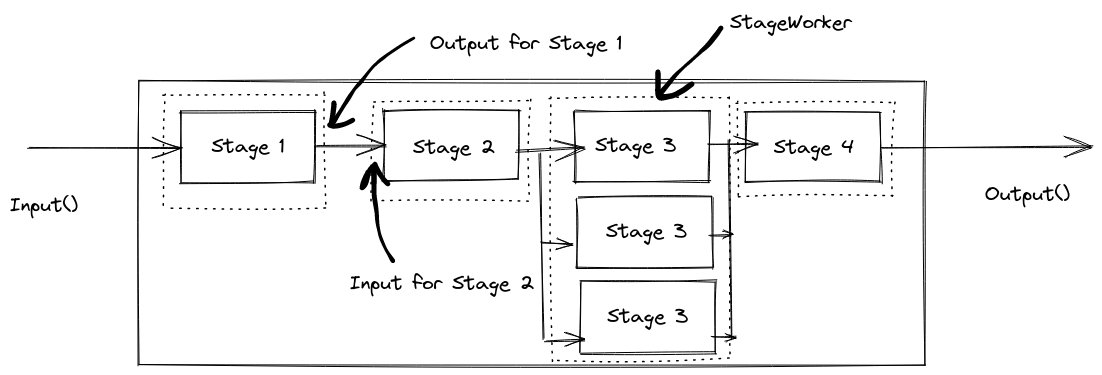 StageWorker
Output for Stage 1
Stage 1
Stage 2
Stage 3
Stage 4
Input()
Output()
Stage 3
Input for Stage 2
Stage 3